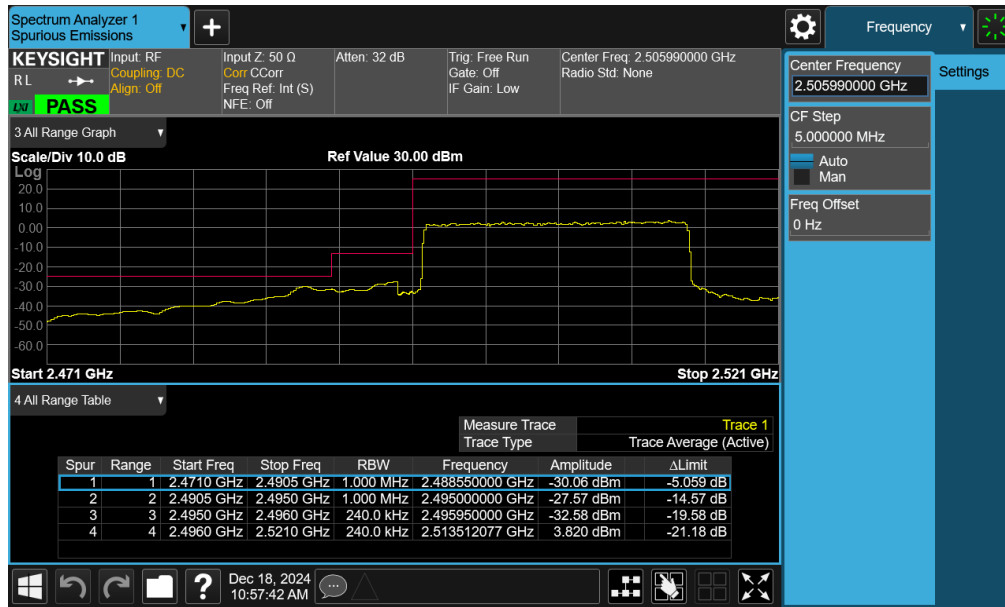 Spectrum Analyzer 1
Spurious Emissions
+
Frequency
KEYSIGHT
R L
LXI
PASS
Input: RF
Coupling: DC
Align: Off
Input Z: 50 Ω
Corr CCorr
Freq Ref: Int (S)
NFE: Off
Atten: 32 dB
Trig: Free Run
Gate: Off
IF Gain: Low
Center Freq: 2.505990000 GHz
Radio Std: None
Center Frequency
2.505990000 GHz
Settings
CF Step
5.000000 MHz
Auto
Man
Freq Offset
0 Hz
3 All Range Graph
Scale/Div 10.0 dB
Ref Value 30.00 dBm
Log
20.0
10.0
0.00
-10.0
-20.0
-30.0
-40.0
-50.0
-60.0
Start 2.471 GHz
Stop 2.521 GHz
4 All Range Table
Measure Trace Trace 1
Trace Type Trace Average (Active)
Spur Range Start Freq Stop Freq RBW Frequency Amplitude ΔLimit
1 1 2.4710 GHz 2.4905 GHz 1.000 MHz 2.488550000 GHz -30.06 dBm -5.059 dB
2 2 2.4905 GHz 2.4950 GHz 1.000 MHz 2.495000000 GHz -27.57 dBm -14.57 dB
3 3 2.4950 GHz 2.4960 GHz 240.0 kHz 2.495950000 GHz -32.58 dBm -19.58 dB
4 4 2.4960 GHz 2.5210 GHz 240.0 kHz 2.513512077 GHz 3.820 dBm -21.18 dB
?
Dec 18, 2024
10:57:42 AM